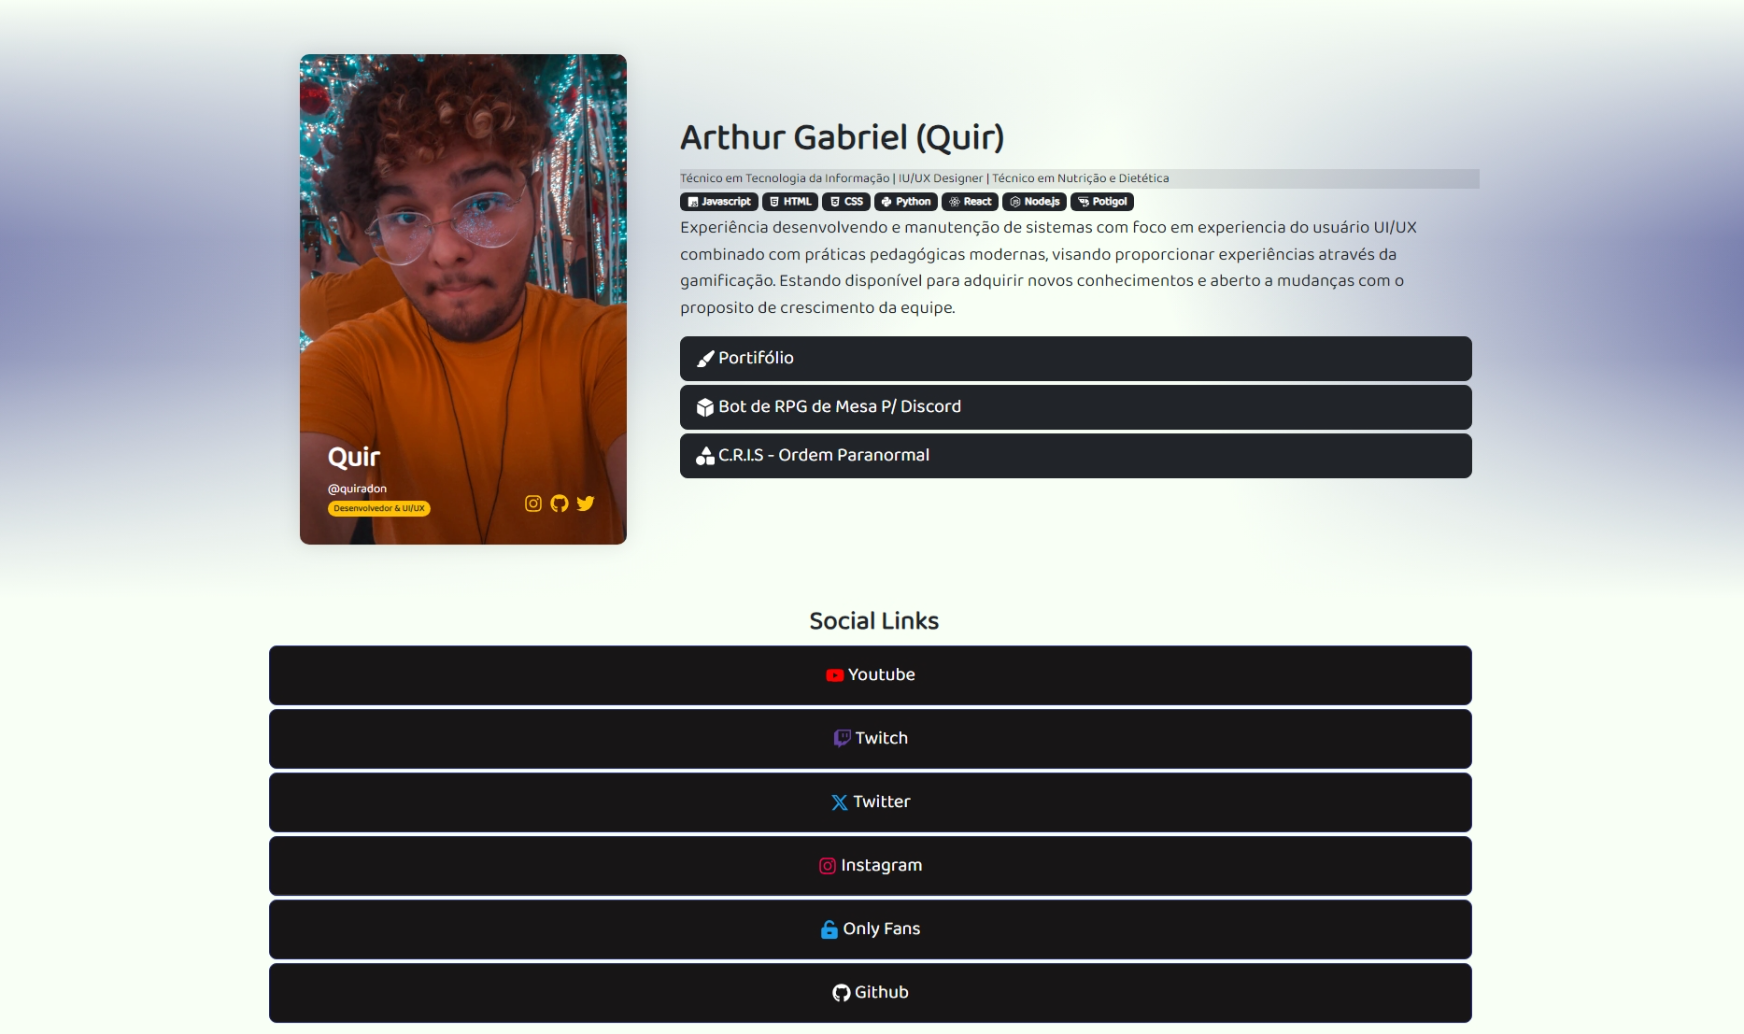 Arthur Gabriel (Quir)
Técnico em Tecnologia da Informação | IU/UX Designer | Técnico em Nutrição e Dietética
Javascript HTML CSS Python React Node.js Potigol
Experiência desenvolvendo e manutenção de sistemas com foco em experiencia do usuário UI/UX
combinado com práticas pedagógicas modernas, visando proporcionar experiências através da
gamificação. Estando disponível para adquirir novos conhecimentos e aberto a mudanças com o
proposito de crescimento da equipe.
Portifólio
Bot de RPG de Mesa P/ Discord
C.R.I.S - Ordem Paranormal
Quir
@quiradon
Desenvolvedor & UI/UX
Social Links
Youtube
Twitch
Twitter
Instagram
Only Fans
Github